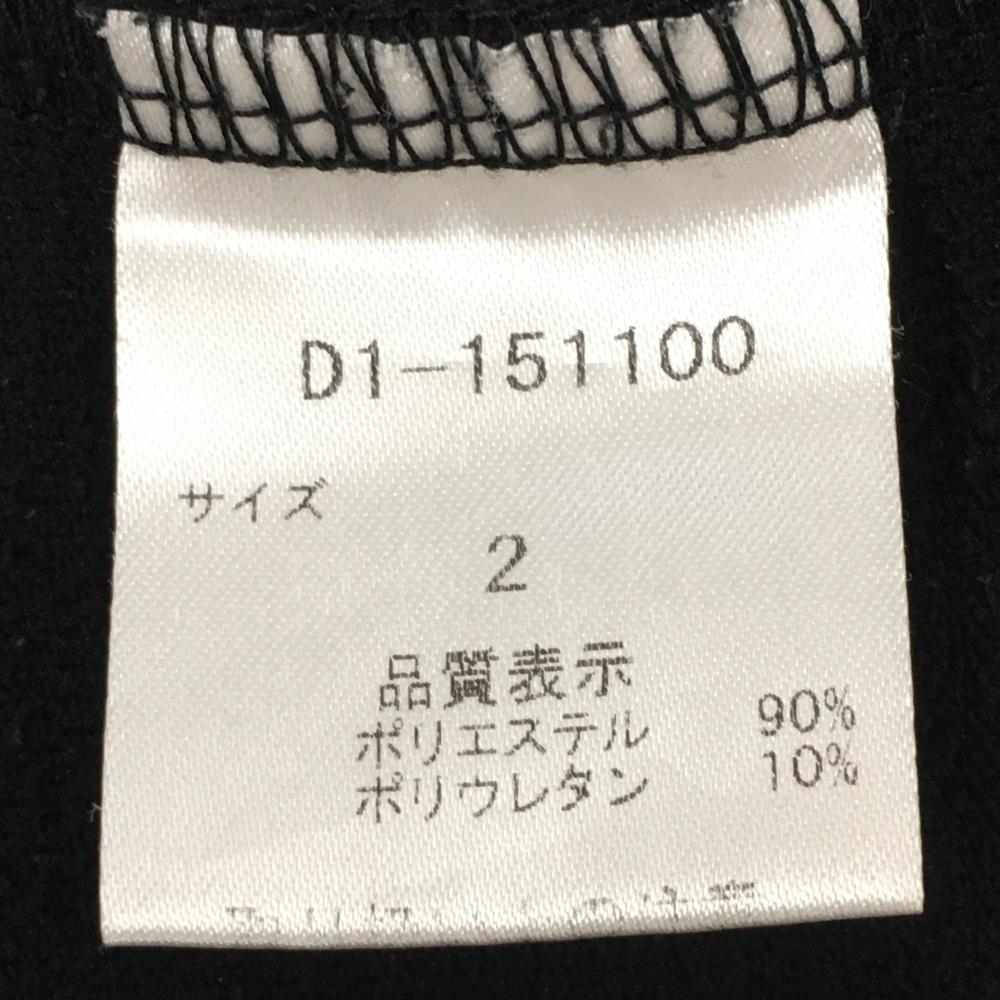 D1-151100
サイズ
2
品質表示
ポリエステル 90%
ポリウレタン 10%